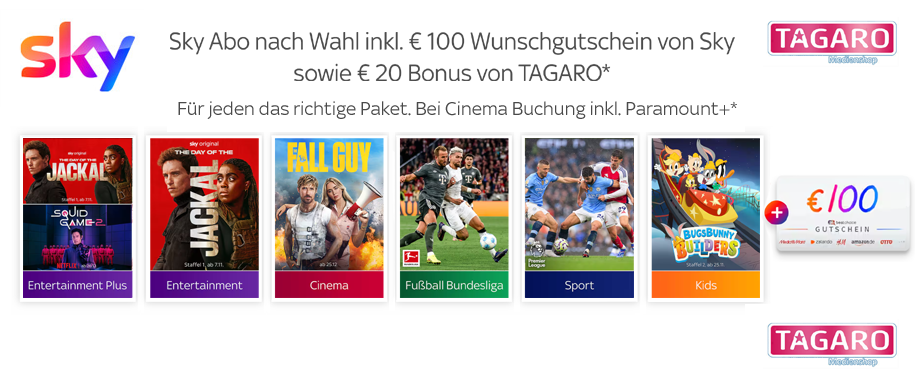 sky
Sky Abo nach Wahl inkl. € 100 Wunschgutschein von Sky
sowie € 20 Bonus von TAGARO*
Für jeden das richtige Paket. Bei Cinema Buchung inkl. Paramount+*
TAGARO
Medienshop
sky original
THE DAY OF THE
JACKAL
Staffel 1, ab 7.11.
SQUID
GAME 2
NETFLIX
Entertainment Plus
sky original
THE DAY OF THE
JACKAL
Staffel 1, ab 7.11.
Entertainment
FALL GUY
ab 25.12
Cinema
Fußball Bundesliga
Premier
League
Sport
BUGS BUNNY
BUILDERS
Staffel 2, ab 25.11.
Kids
+
€100
GUTSCHEIN
MediaMarkt
zalando
amazon.de
OTTO
TAGARO
Medienshop